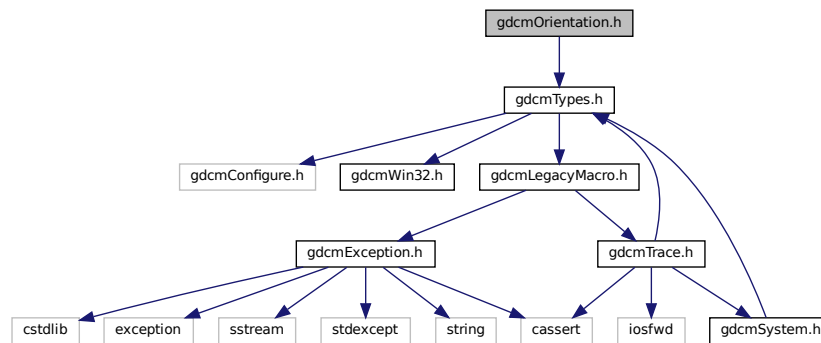 gdcmOrientation.h
gdcmTypes.h
gdcmConfigure.h
gdcmWin32.h
gdcmLegacyMacro.h
gdcmException.h
gdcmTrace.h
cstdlib
exception
sstream
stdexcept
string
cassert
iosfwd
gdcmSystem.h